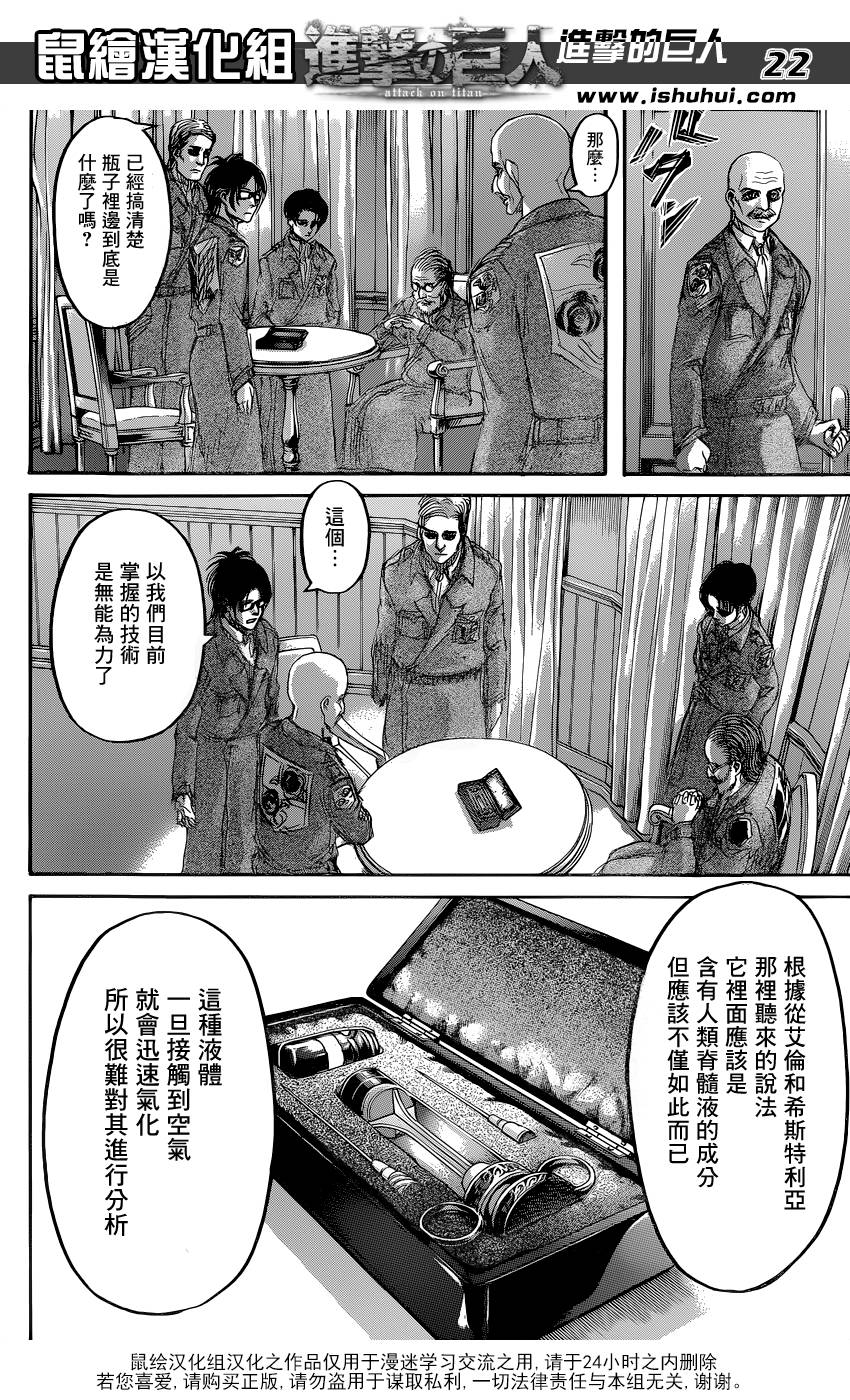 鼠繪漢化組
進撃の巨人
attack on titan
進擊的巨人
22
www.ishuhui.com
那麼…
已經搞清楚
瓶子裡邊到底是
什麼了嗎?
這個…
以我們目前
掌握的技術
是無能為力了
根據從艾倫和希斯特利亞
那裡聽來的說法
它裡面應該是
含有人類脊髓液的成分
但應該不僅如此而已
這種液體
一旦接觸到空氣
就會迅速氣化
所以很難對其進行分析
鼠绘汉化组汉化之作品仅用于漫迷学习交流之用, 请于24小时之内删除
若您喜爱, 请购买正版, 请勿盗用于谋取私利, 一切法律责任与本组无关, 谢谢.